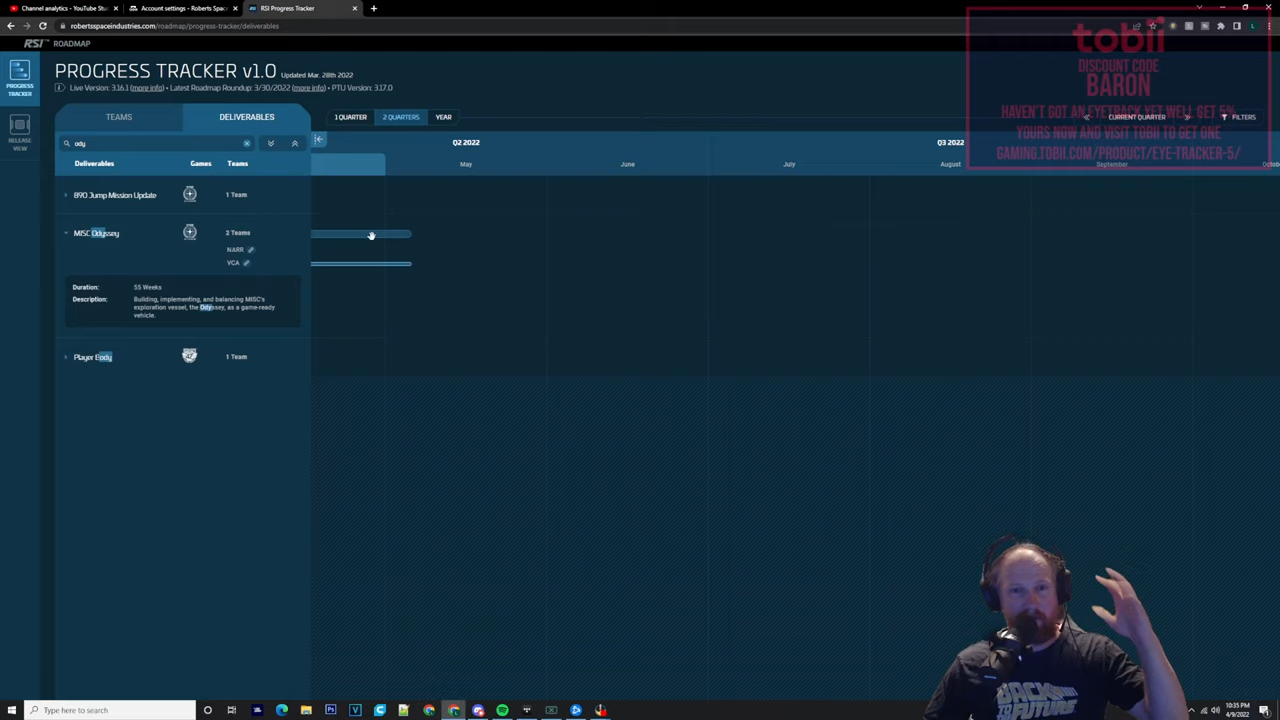 Channel analytics - YouTube Stu
Account settings - Roberts Spac
RSI Progress Tracker
robertsspaceindustries.com/roadmap/progress-tracker/deliverables
RSI ROADMAP
tobii
DISCOUNT CODE
BARON
HAVEN'T GOT AN EYETRACK YET WELL GET 5%
YOURS NOW AND VISIT TOBII TO GET ONE
GAMING.TOBII.COM/PRODUCT/EYE-TRACKER-5/
PROGRESS TRACKER
RELEASE VIEW
PROGRESS TRACKER v1.0 Updated Mar. 28th 2022
Live Version: 3.16.1 (more info) • Latest Roadmap Roundup: 3/30/2022 (more info) • PTU Version: 3.17.0
TEAMS DELIVERABLES
1 QUARTER 2 QUARTERS YEAR
CURRENT QUARTER FILTERS
ody
Q2 2022 Q3 2022
Deliverables Games Teams
May June July August September Octo
890 Jump Mission Update 1 Team
MISC Odyssey 2 Teams
NARR
VCA
Duration: 55 Weeks
Description: Building, implementing, and balancing MISC's
exploration vessel, the Odyssey, as a game-ready
vehicle.
Player Body 1 Team
BACK TO
FUTURE
Type here to search
10:35 PM
4/9/2022